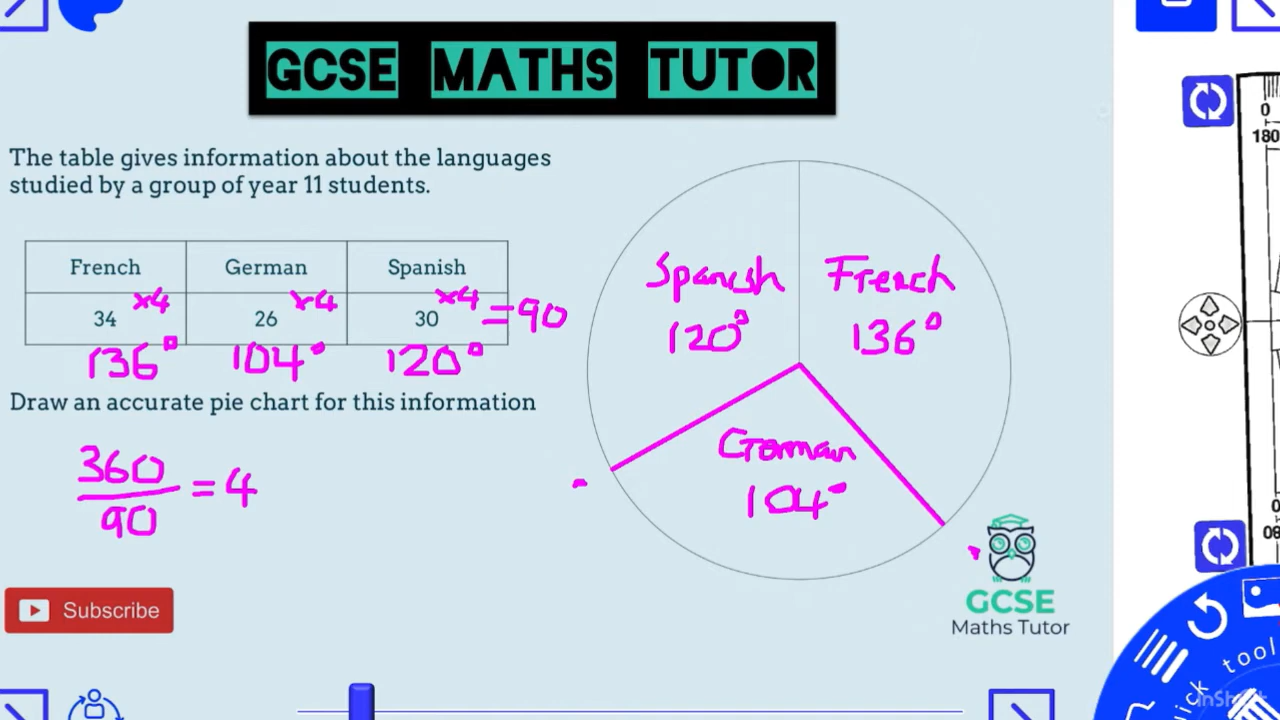 GCSE MATHS TUTOR
The table gives information about the languages
studied by a group of year 11 students.
French German Spanish
34 ×4 26 ×4 30 ×4 =90
136° 104° 120°
Draw an accurate pie chart for this information
360
90
=4
Spanish
120°
French
136°
German
104°
Subscribe
GCSE
Maths Tutor
0
180
0
tool
InShot